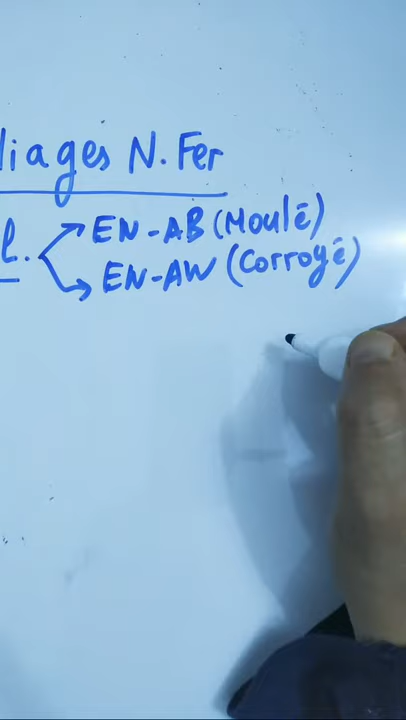 liages N. Fer
l. EN-AB (Moulé)
EN-AW (Corroyé)